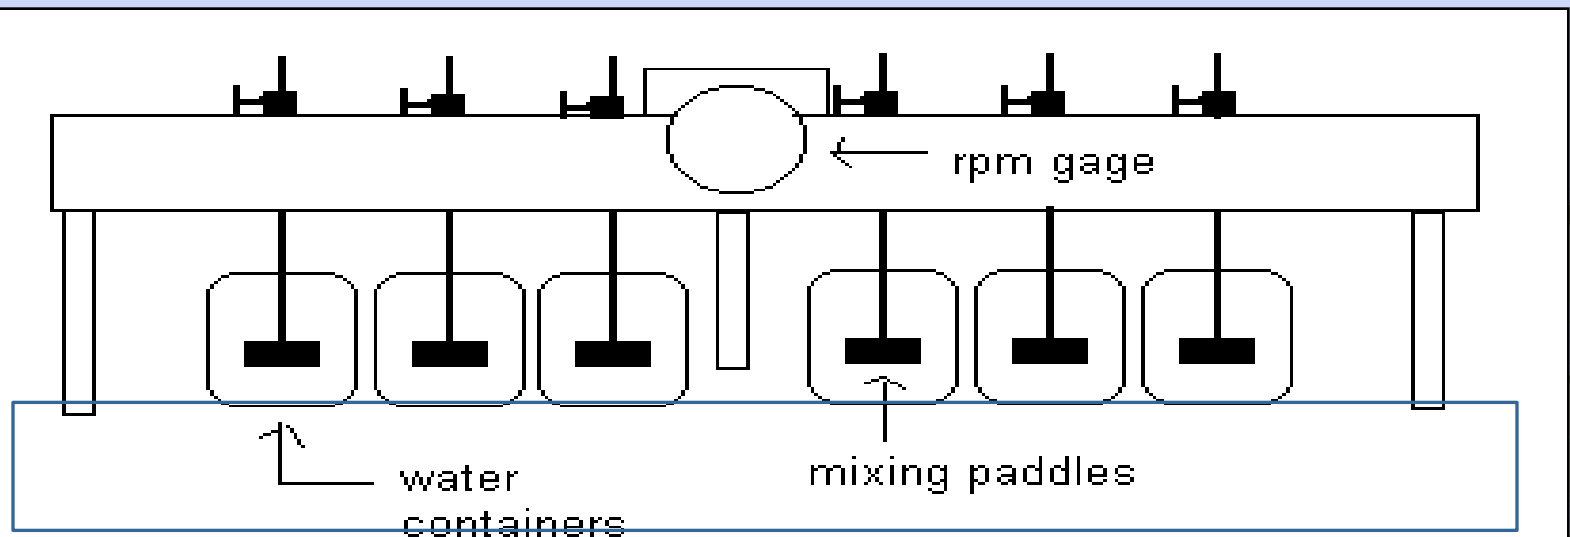 rpm gage
mixing paddles
water
containers